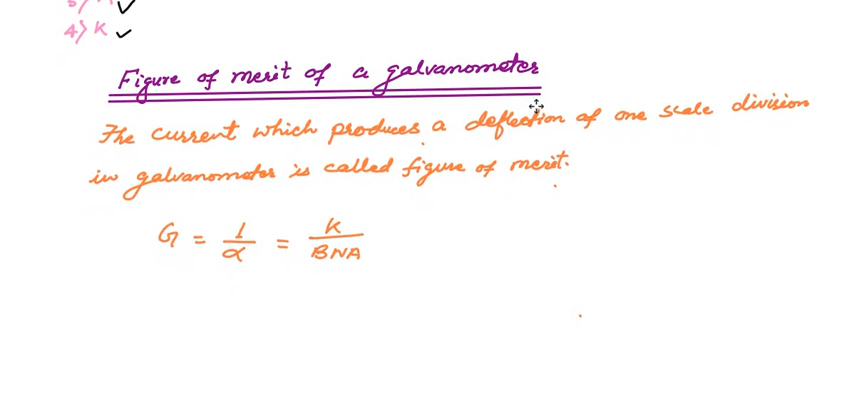 4) K ✓
Figure of merit of a galvanometer
The current which produces a deflection of one scale division
in galvanometer is called figure of merit.
G = I/α = K/BNA